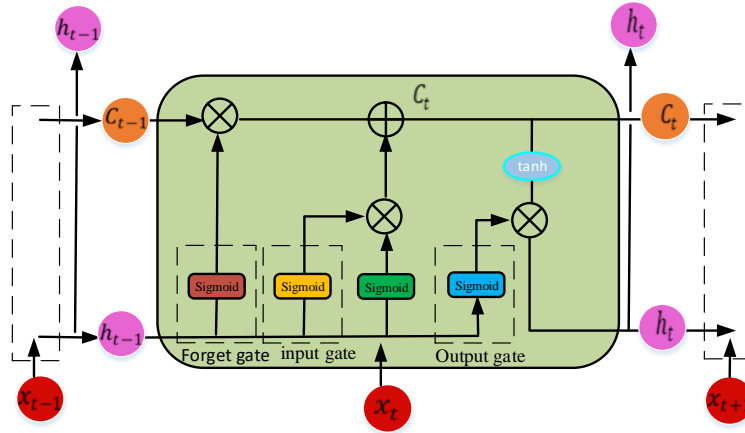 h_{t-1}
h_t
C_t
C_{t-1}
C_t
tanh
Sigmoid
Sigmoid
Sigmoid
Sigmoid
h_{t-1}
h_t
Forget gate
input gate
Output gate
x_{t-1}
x_t
x_{t+